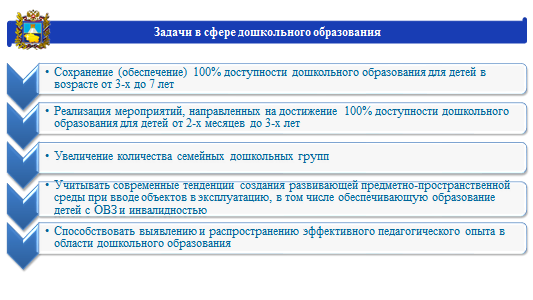 Задачи в сфере дошкольного образования
• Сохранение (обеспечение) 100% доступности дошкольного образования для детей в
возрасте от 3-х до 7 лет
• Реализация мероприятий, направленных на достижение 100% доступности дошкольного
образования для детей от 2-х месяцев до 3-х лет
• Увеличение количества семейных дошкольных групп
• Учитывать современные тенденции создания развивающей предметно-пространственной
среды при вводе объектов в эксплуатацию, в том числе обеспечивающую образование
детей с ОВЗ и инвалидностью
• Способствовать выявлению и распространению эффективного педагогического опыта в
области дошкольного образования